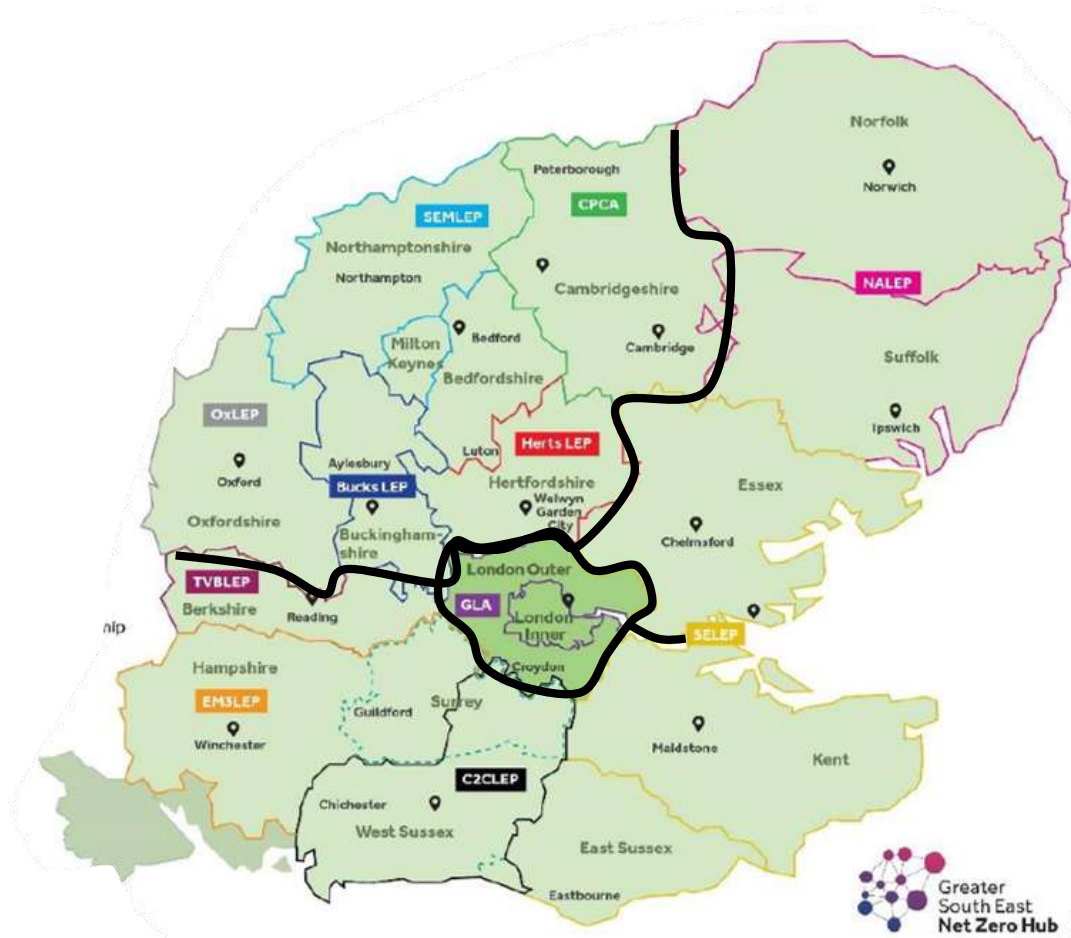 Norfolk
Norwich
Peterborough
CPCA
SEMLEP
Northamptonshire
Northampton
Cambridgeshire
NALEP
Milton
Keynes
Bedford
Cambridge
Suffolk
Bedfordshire
OxLEP
Ipswich
Herts LEP
Luton
Aylesbury
Oxford
Bucks LEP
Hertfordshire
Essex
Welwyn
Garden
City
Oxfordshire
Buckingham-
shire
Chelmsford
London Outer
TVBLEP
Berkshire
Reading
GLA
London
Inner
nip
SELEP
Hampshire
Croydon
EM3LEP
Guildford
Surrey
Winchester
Maidstone
Kent
C2CLEP
Chichester
West Sussex
East Sussex
Eastbourne
Greater
South East
Net Zero Hub